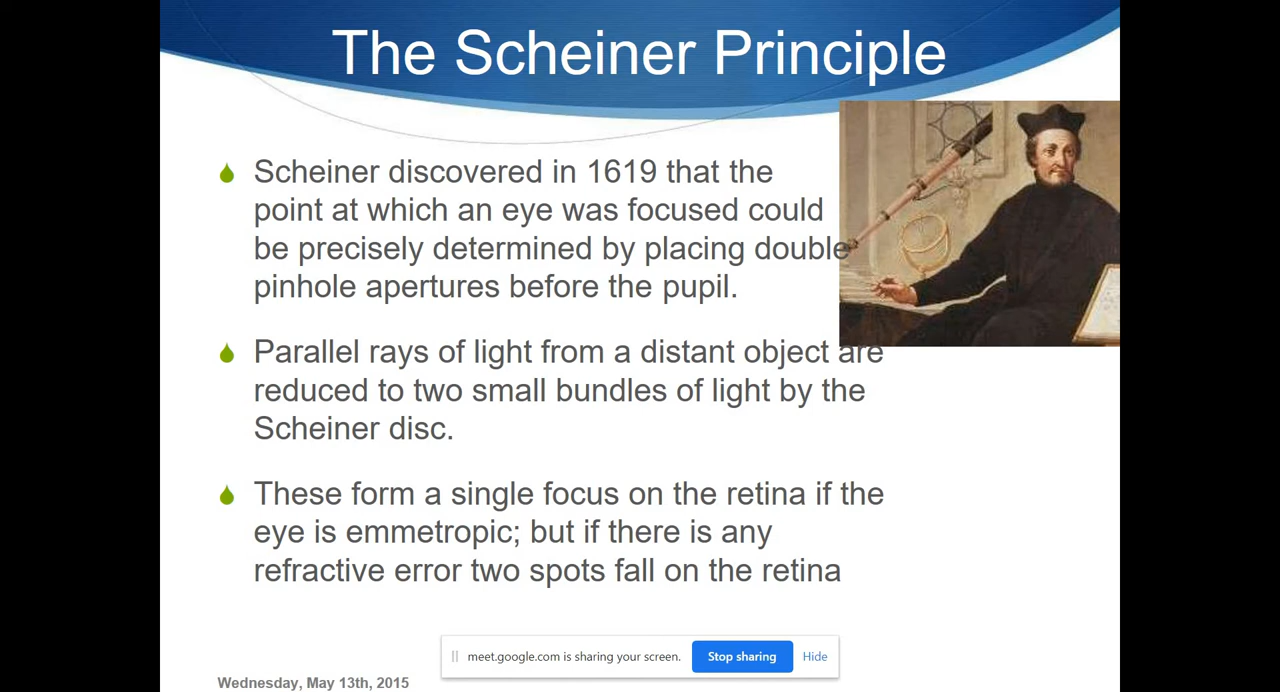 The Scheiner Principle
Scheiner discovered in 1619 that the
point at which an eye was focused could
be precisely determined by placing double
pinhole apertures before the pupil.
Parallel rays of light from a distant object are
reduced to two small bundles of light by the
Scheiner disc.
These form a single focus on the retina if the
eye is emmetropic; but if there is any
refractive error two spots fall on the retina
meet.google.com is sharing your screen. Stop sharing Hide
Wednesday, May 13th, 2015